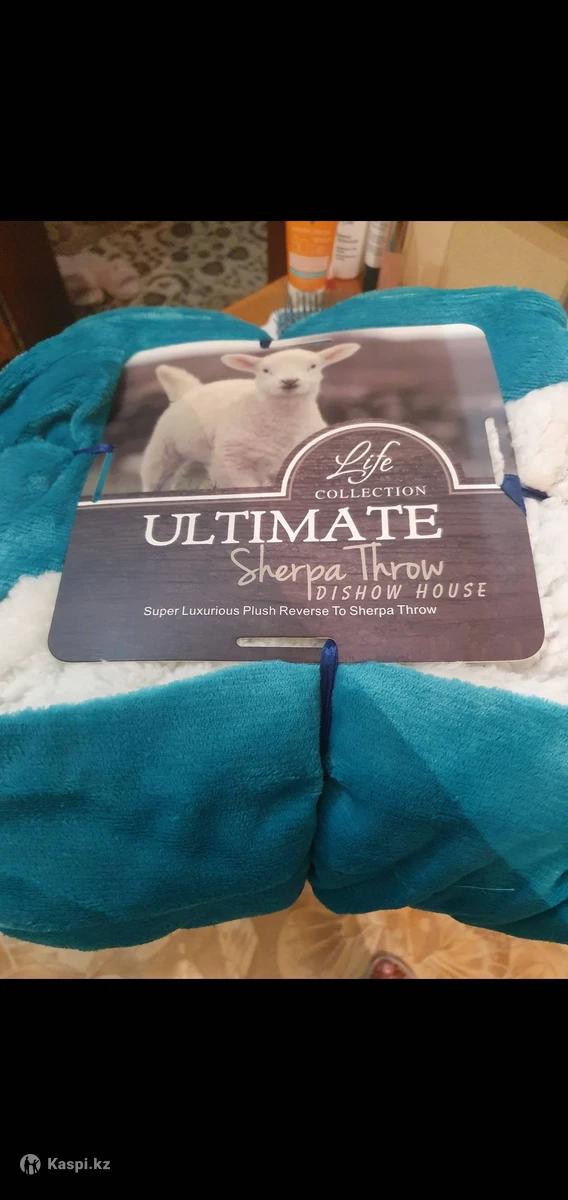 Life
COLLECTION
ULTIMATE
Sherpa Throw
DISHOW HOUSE
Super Luxurious Plush Reverse To Sherpa Throw
Kaspi.kz